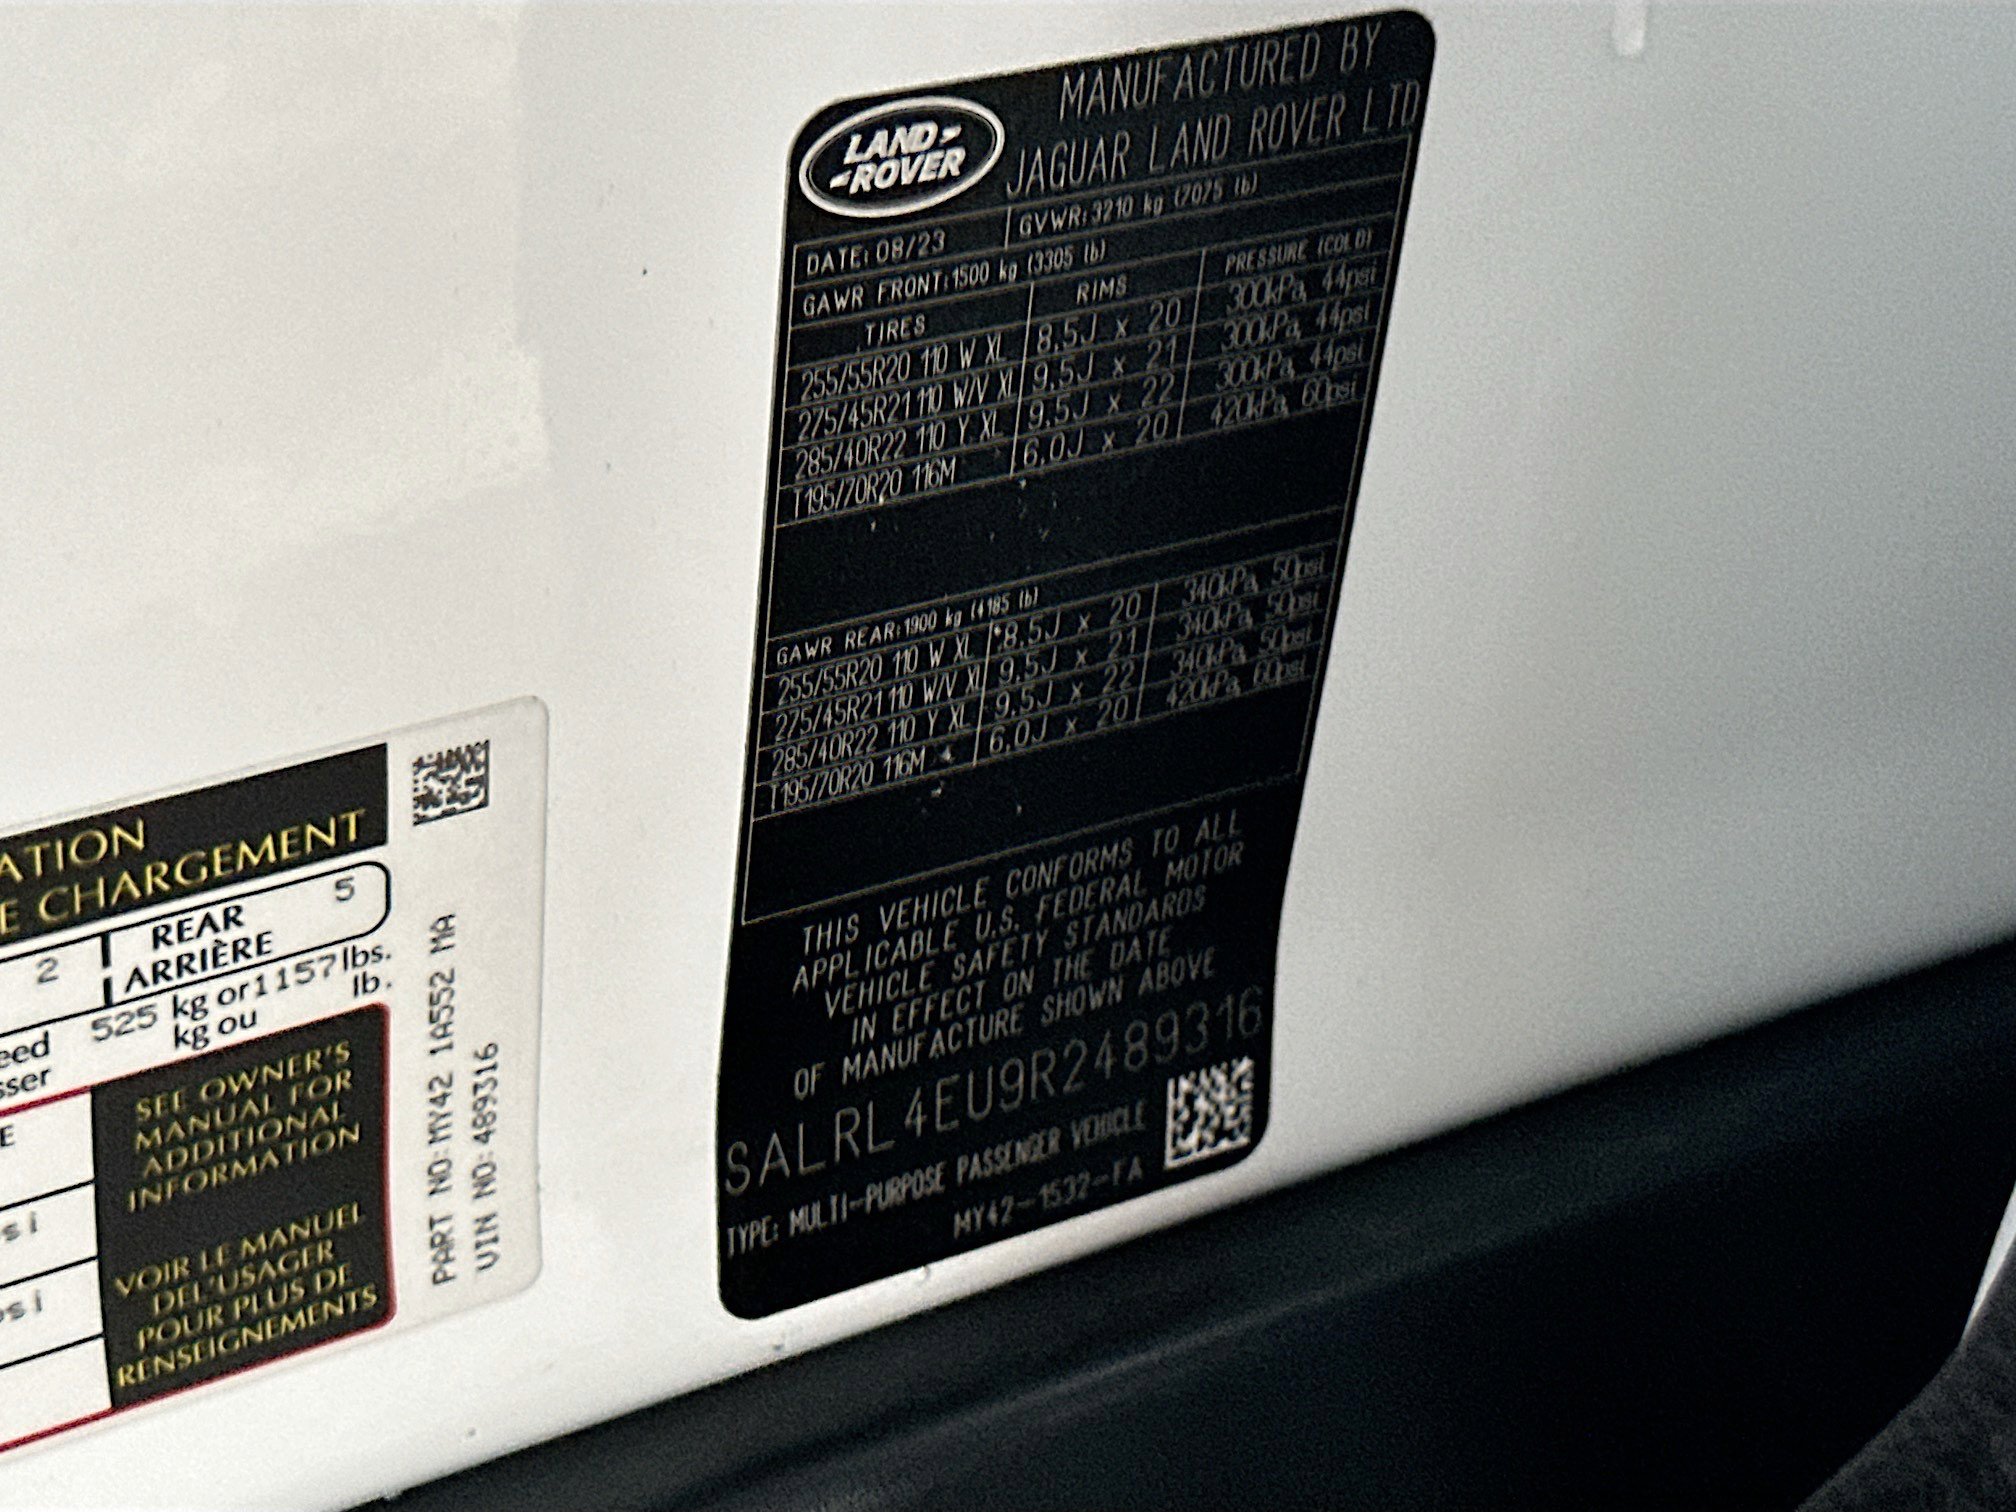 LAND
ROVER
MANUFACTURED BY
JAGUAR LAND ROVER LTD
DATE: 08/23 GVWR: 3210 kg (7075 lb)
GAWR FRONT: 1500 kg (3305 lb)
TIRES RIMS PRESSURE (COLD)
255/55R20 110 W XL 8.5J x 20 300kPa, 44psi
275/45R21 110 W/V XL 9.5J x 21 300kPa, 44psi
285/40R22 110 Y XL 9.5J x 22 300kPa, 44psi
T195/70R20 116M 6.0J x 20 420kPa, 60psi
GAWR REAR: 1900 kg (4185 lb)
255/55R20 110 W XL 8.5J x 20 340kPa, 50psi
275/45R21 110 W/V XL 9.5J x 21 340kPa, 50psi
285/40R22 110 Y XL 9.5J x 22 340kPa, 50psi
T195/70R20 116M 6.0J x 20 420kPa, 60psi
THIS VEHICLE CONFORMS TO ALL
APPLICABLE U.S. FEDERAL MOTOR
VEHICLE SAFETY STANDARDS
IN EFFECT ON THE DATE
OF MANUFACTURE SHOWN ABOVE
SALRL4EU9R2489316
TYPE: MULTI-PURPOSE PASSENGER VEHICLE
MY42-1532-FA
ATION
E CHARGEMENT
2 REAR 5
ARRIÈRE
eed 525 kg or 1157 lbs.
sser kg ou lb.
E
si
psi
SEE OWNER'S
MANUAL FOR
ADDITIONAL
INFORMATION
VOIR LE MANUEL
DEL'USAGER
POUR PLUS DE
RENSEIGNEMENTS
PART NO: MY42 1A552 MA
VIN NO: 489316